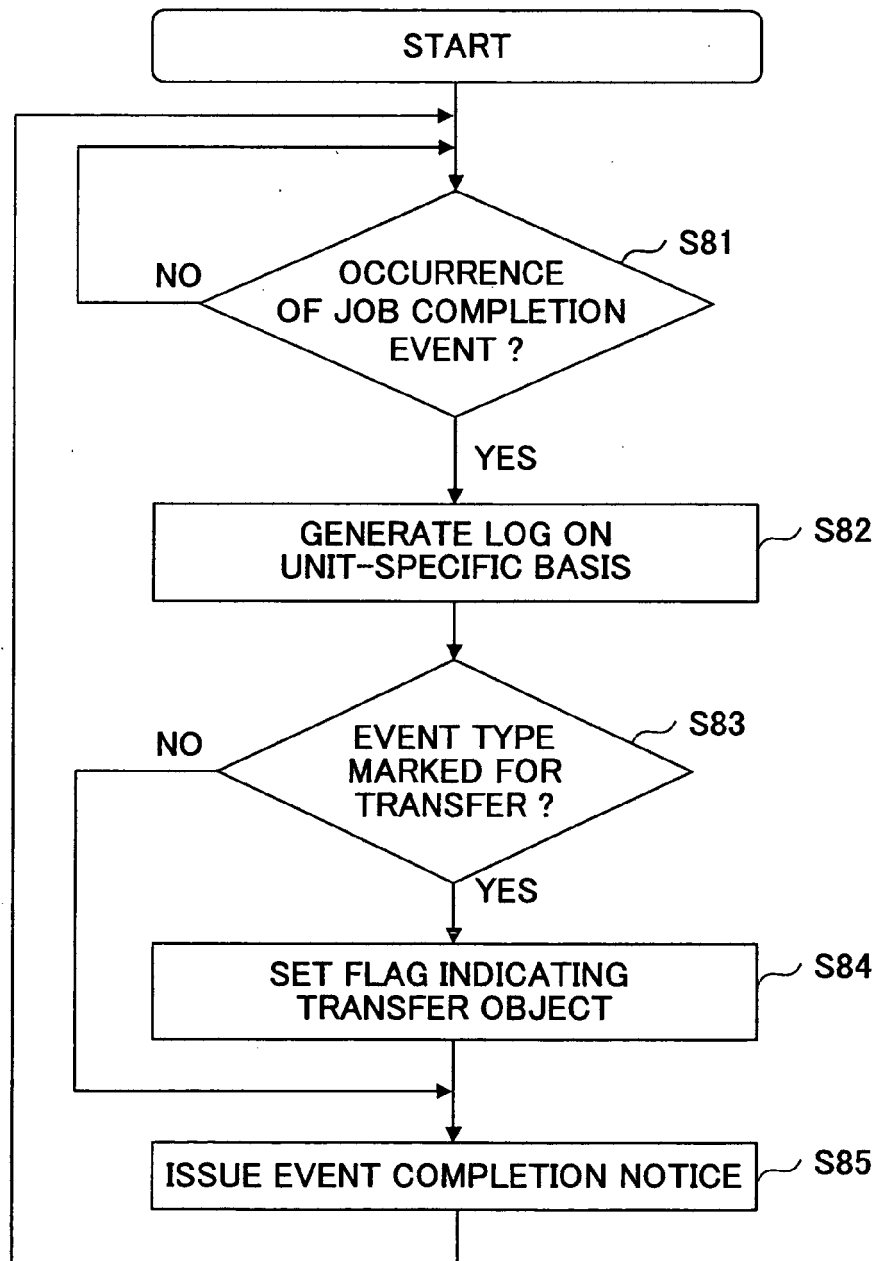 START
S81
NO
OCCURRENCE
OF JOB COMPLETION
EVENT ?
YES
GENERATE LOG ON
UNIT-SPECIFIC BASIS
S82
S83
NO
EVENT TYPE
MARKED FOR
TRANSFER ?
YES
SET FLAG INDICATING
TRANSFER OBJECT
S84
ISSUE EVENT COMPLETION NOTICE
S85